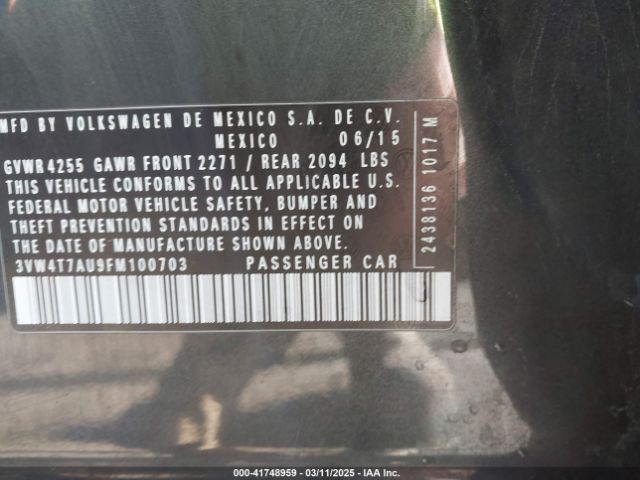 MFD BY VOLKSWAGEN DE MEXICO S.A. DE C.V.
MEXICO 06/15
GVWR 4255 GAWR FRONT 2271 / REAR 2094 LBS
THIS VEHICLE CONFORMS TO ALL APPLICABLE U.S.
FEDERAL MOTOR VEHICLE SAFETY, BUMPER AND
THEFT PREVENTION STANDARDS IN EFFECT ON THE
DATE OF MANUFACTURE SHOWN ABOVE.
3VW4T7AU9FM100703 PASSENGER CAR
2438136 1017 M
000-41748959 - 03/11/2025 - IAA Inc.